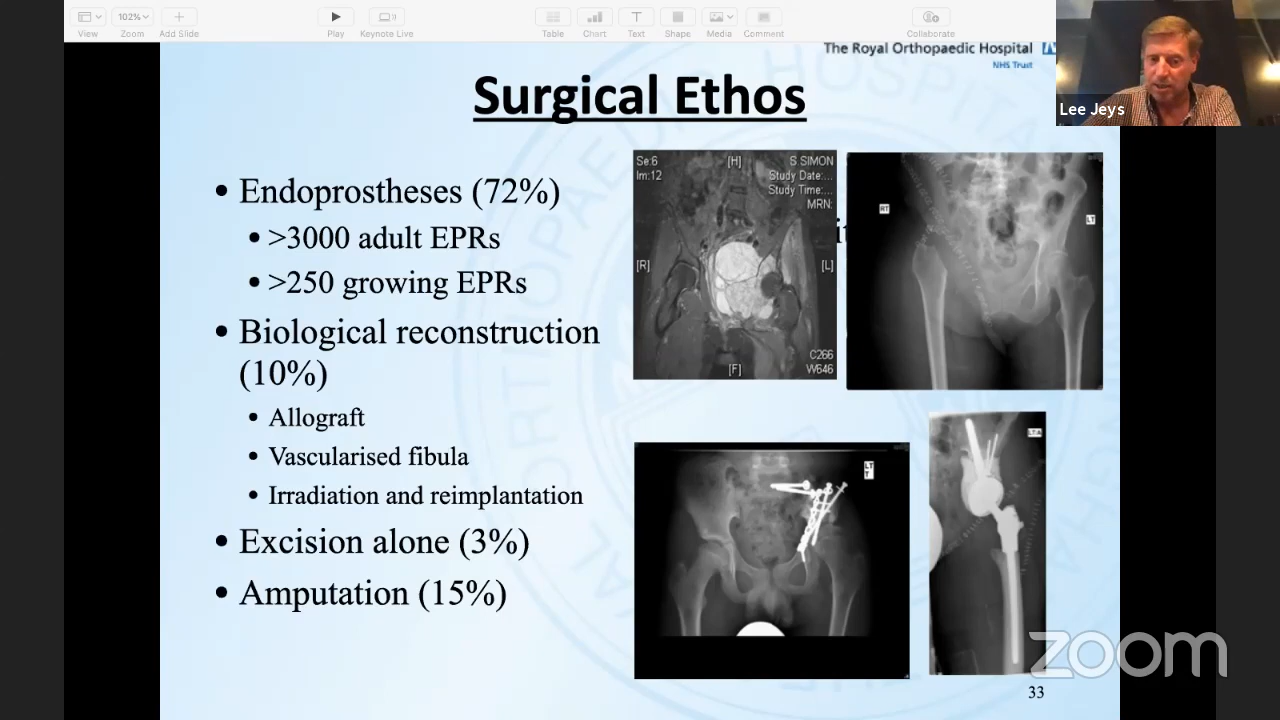 View
102%
Zoom
Add Slide
Play
Keynote Live
Table
Chart
Text
Shape
Media
Comment
Collaborate
The Royal Orthopaedic Hospital
NHS Trust
Lee Jeys
Surgical Ethos
• Endoprostheses (72%)
• >3000 adult EPRs
• >250 growing EPRs
• Biological reconstruction
(10%)
• Allograft
• Vascularised fibula
• Irradiation and reimplantation
• Excision alone (3%)
• Amputation (15%)
Se:6
Im:12
[H]
S.SIMON
Study Date:...
Study Time:...
MRN:
[R]
[L]
C266
W646
[F]
RT
LT
LT
zoom
33